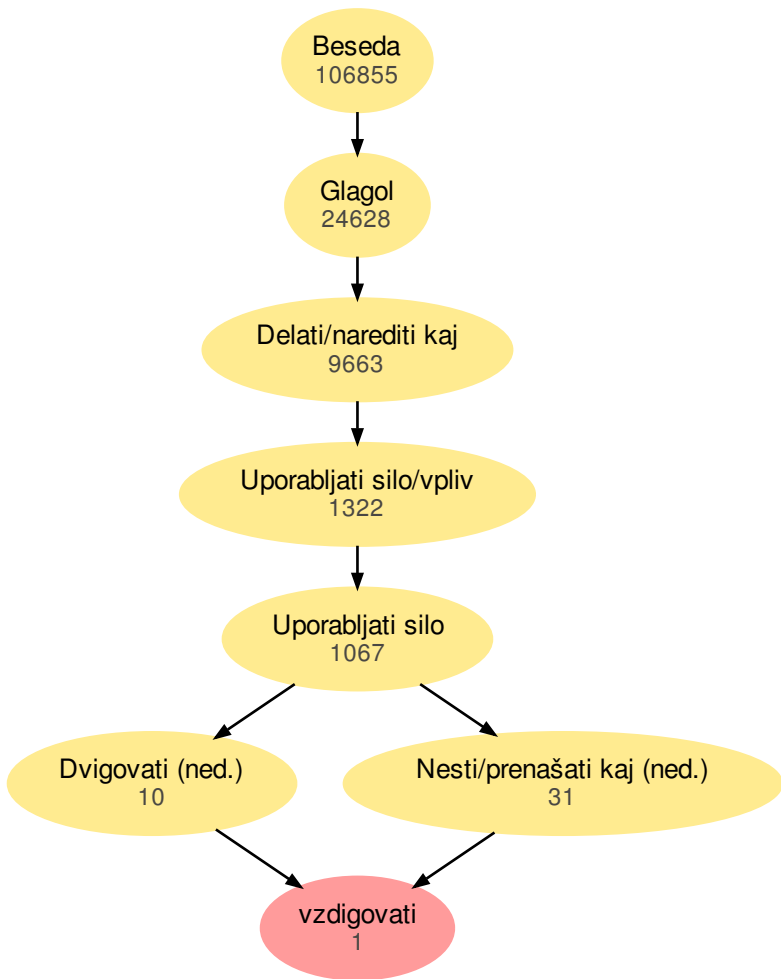 Beseda
106855
Glagol
24628
Delati/narediti kaj
9663
Uporabljati silo/vpliv
1322
Uporabljati silo
1067
Dvigovati (ned.)
10
Nesti/prenašati kaj (ned.)
31
vzdigovati
1